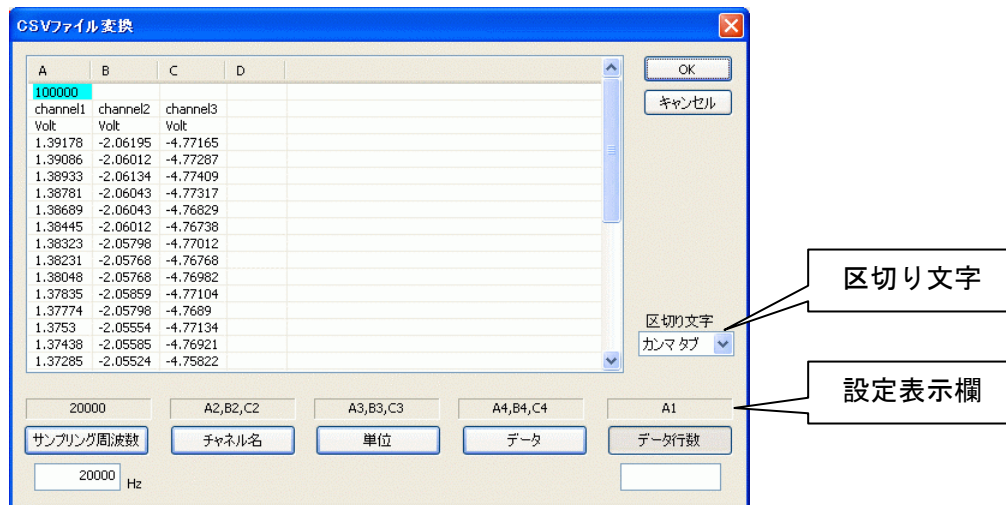 CSVファイル変換
A B C D
OK
100000
キャンセル
channel1 channel2 channel3
Volt Volt Volt
1.39178 -2.06195 -4.77165
1.39086 -2.06012 -4.77287
1.38933 -2.06134 -4.77409
1.38781 -2.06043 -4.77317
1.38689 -2.06043 -4.76829
1.38445 -2.06012 -4.76738
1.38323 -2.05798 -4.77012
1.38231 -2.05768 -4.76768
1.38048 -2.05768 -4.76982
1.37835 -2.05859 -4.77104
1.37774 -2.05798 -4.7689
1.3753 -2.05554 -4.77134
1.37438 -2.05585 -4.76921
1.37285 -2.05524 -4.75822
区切り文字
区切り文字
カンマ タブ
設定表示欄
20000 A2,B2,C2 A3,B3,C3 A4,B4,C4 A1
サンプリング周波数 チャネル名 単位 データ データ行数
20000 Hz